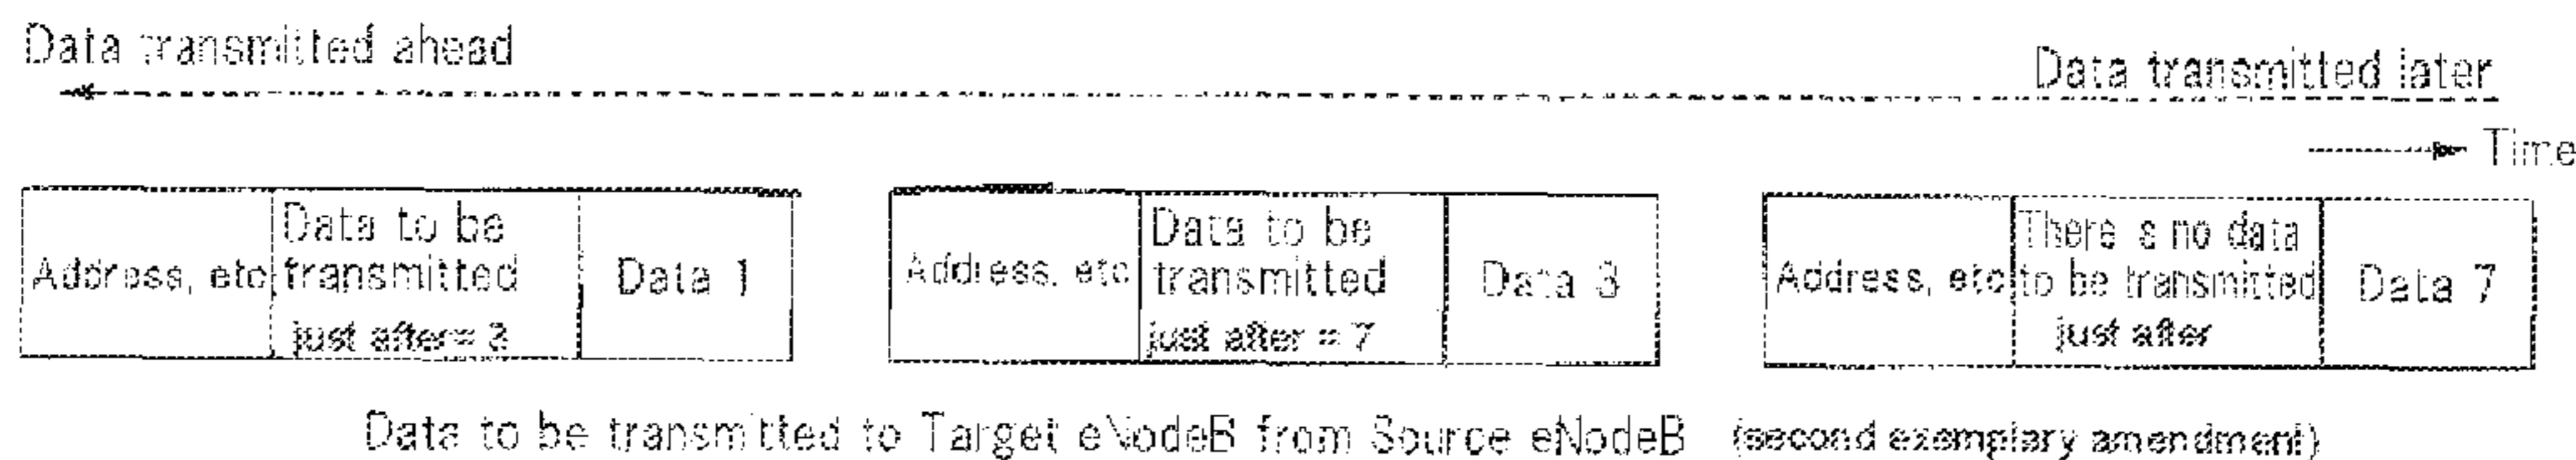 Data transmitted ahead
Data transmitted later
Time
Address, etc
Data to be
transmitted
just after = 3
Data 1
Address, etc
Data to be
transmitted
just after = 7
Data 3
Address, etc
There is no data
to be transmitted
just after
Data 7
Data to be transmitted to Target eNodeB from Source eNodeB (second exemplary amendment)